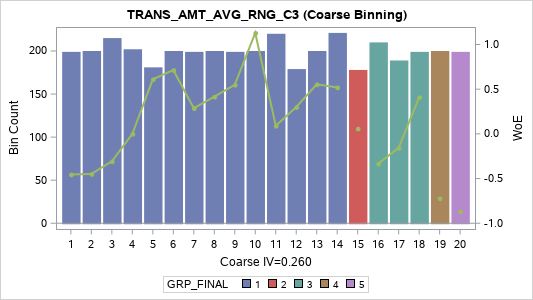 TRANS_AMT_AVG_RNG_C3 (Coarse Binning)
Bin Count
200
150
100
50
0
1.0
0.5
0.0
-0.5
-1.0
WoE
1 2 3 4 5 6 7 8 9 10 11 12 13 14 15 16 17 18 19 20
Coarse IV=0.260
GRP_FINAL 1 2 3 4 5